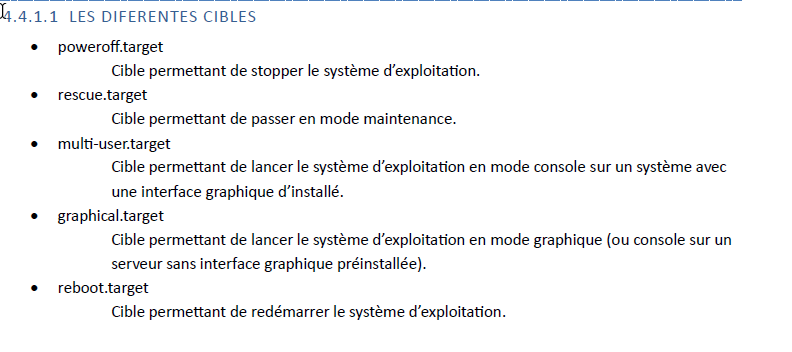 4.4.1.1 LES DIFERENTES CIBLES
• poweroff.target
Cible permettant de stopper le système d’exploitation.
• rescue.target
Cible permettant de passer en mode maintenance.
• multi-user.target
Cible permettant de lancer le système d’exploitation en mode console sur un système avec
une interface graphique d’installé.
• graphical.target
Cible permettant de lancer le système d’exploitation en mode graphique (ou console sur un
serveur sans interface graphique préinstallée).
• reboot.target
Cible permettant de redémarrer le système d’exploitation.